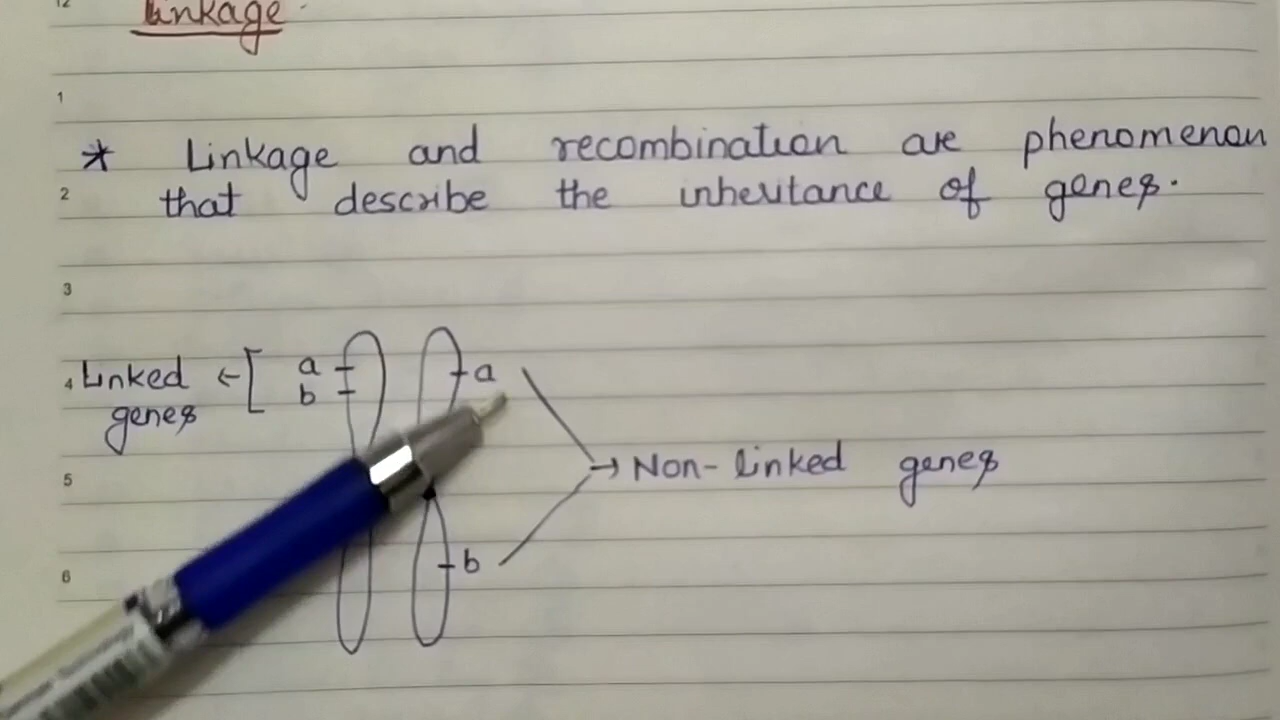 12
Linkage
1
* Linkage and recombination are phenomenon
2
that describe the inheritance of genes.
3
4
Linked
genes
←[
a
b
a
→ Non-linked genes
5
b
6